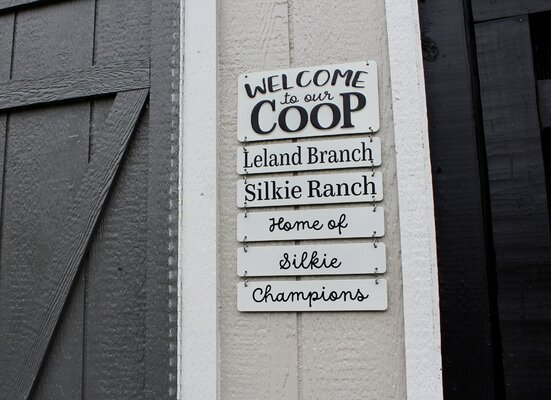 WELCOME
to our
COOP
Leland Branch
Silkie Ranch
Home of
Silkie
Champions